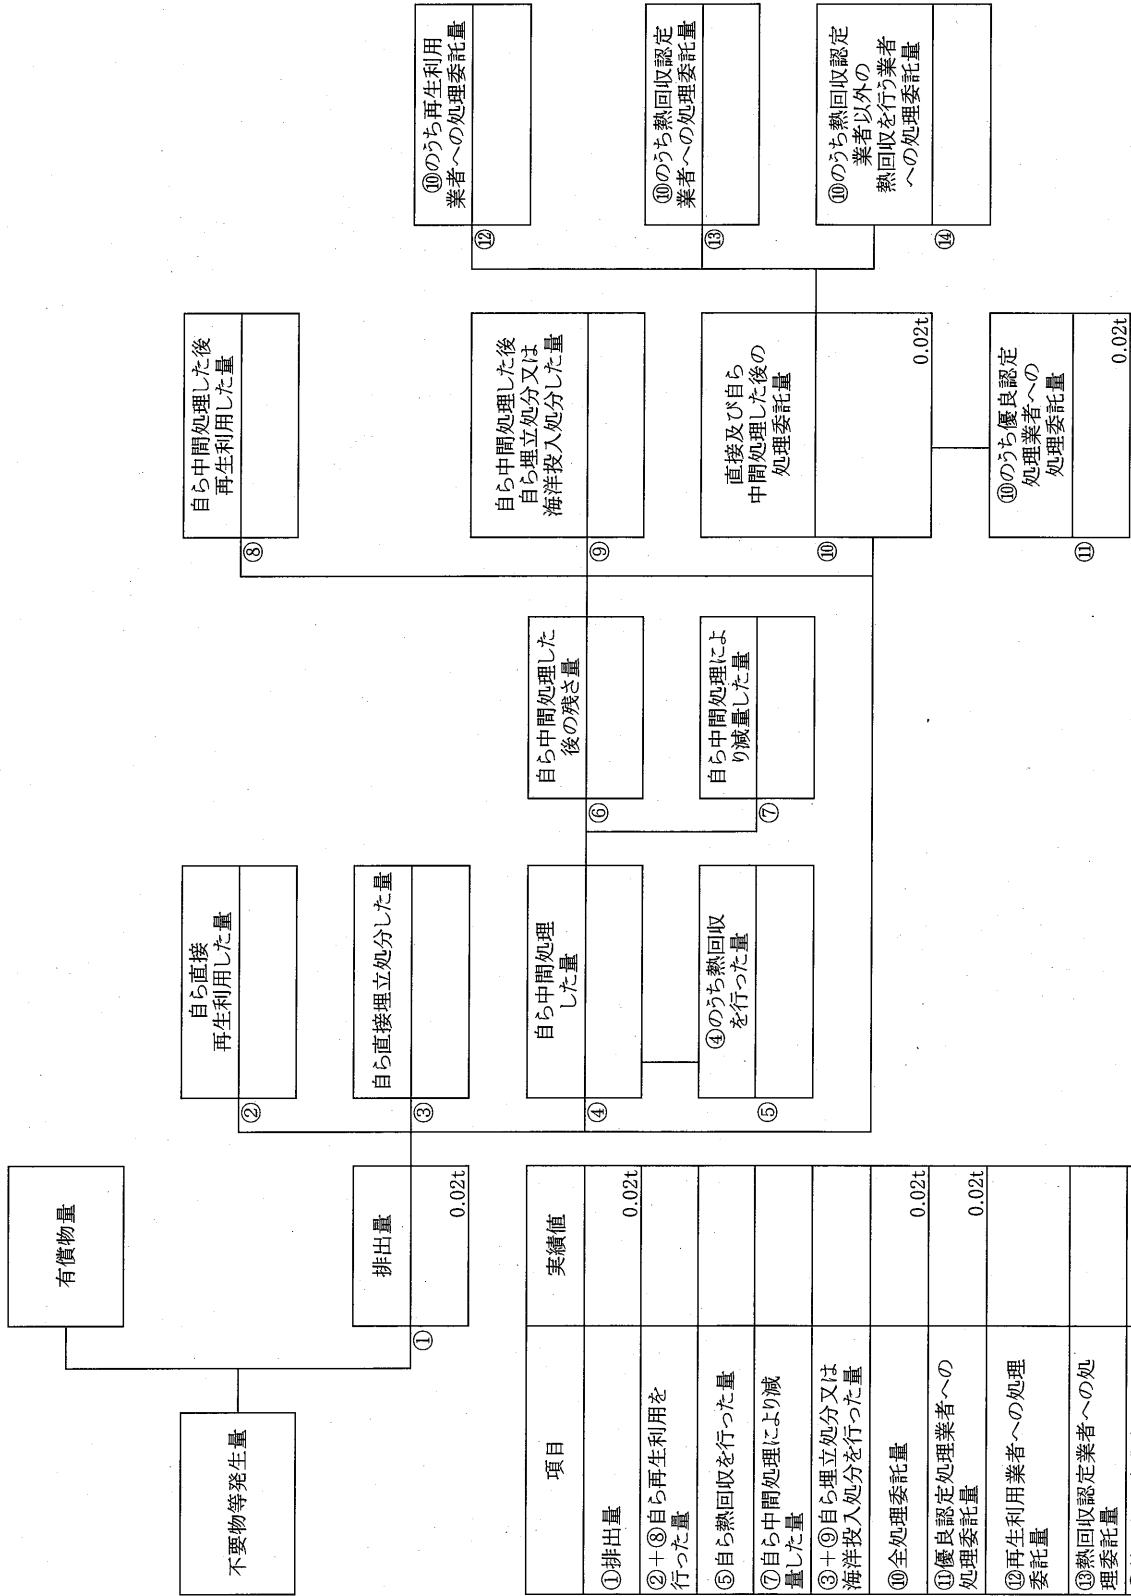 不要物等発生量
有償物量
排出量
①
0.02t
自ら直接
再生利用した量
②
自ら直接埋立処分した量
③
自ら中間処理
した量
④
④のうち熱回収
を行った量
⑤
自ら中間処理した
後の残さ量
⑥
自ら中間処理によ
り減量した量
⑦
自ら中間処理した後
再生利用した量
⑧
自ら中間処理した後
自ら埋立処分又は
海洋投入処分した量
⑨
直接及び自ら
中間処理した後の
処理委託量
⑩
0.02t
⑩のうち優良認定
処理業者への
処理委託量
⑪
0.02t
⑩のうち再生利用
業者への処理委託量
⑫
⑩のうち熱回収認定
業者への処理委託量
⑬
⑩のうち熱回収認定
業者以外の
熱回収を行う業者
への処理委託量
⑭
項目 実績値
①排出量 0.02t
②+⑧自ら再生利用を
行った量
⑤自ら熱回収を行った量
⑦自ら中間処理により減
量した量
③+⑨自ら埋立処分又は
海洋投入処分を行った量
⑩全処理委託量 0.02t
⑪優良認定処理業者への
処理委託量 0.02t
⑫再生利用業者への処理
委託量
⑬熱回収認定業者への処
理委託量